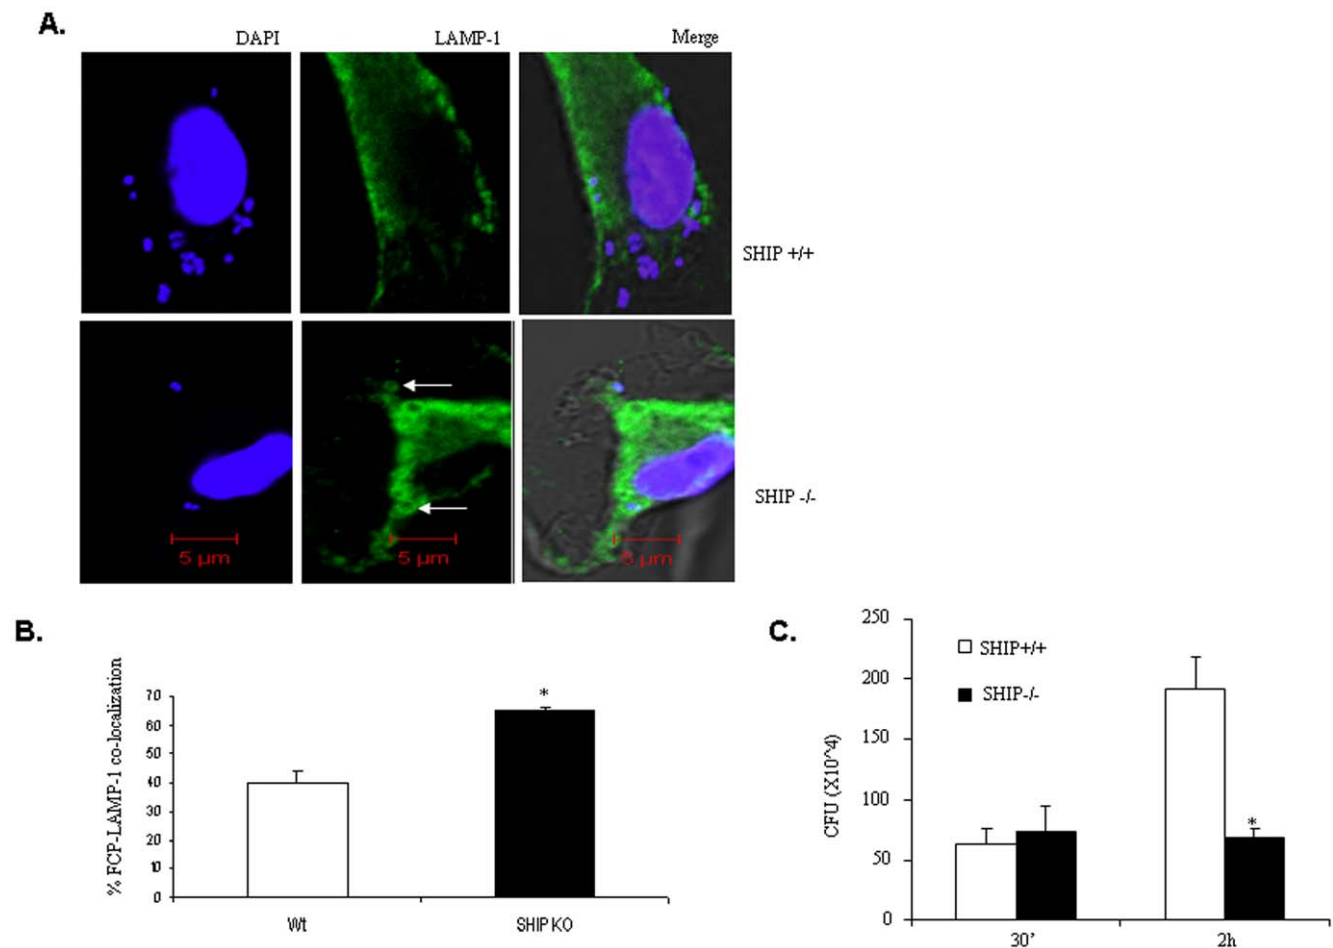 A.
DAPI LAMP-1 Merge
SHIP +/+
SHIP -/-
5 µm 5 µm 5 µm
B.
% FCP-LAMP-1 co-localization
70
60
50
40
30
20
10
0
*
Wt SHIP KO
C.
CFU (X10^4)
250
200
150
100
50
0
SHIP+/+
SHIP-/-
*
30' 2h